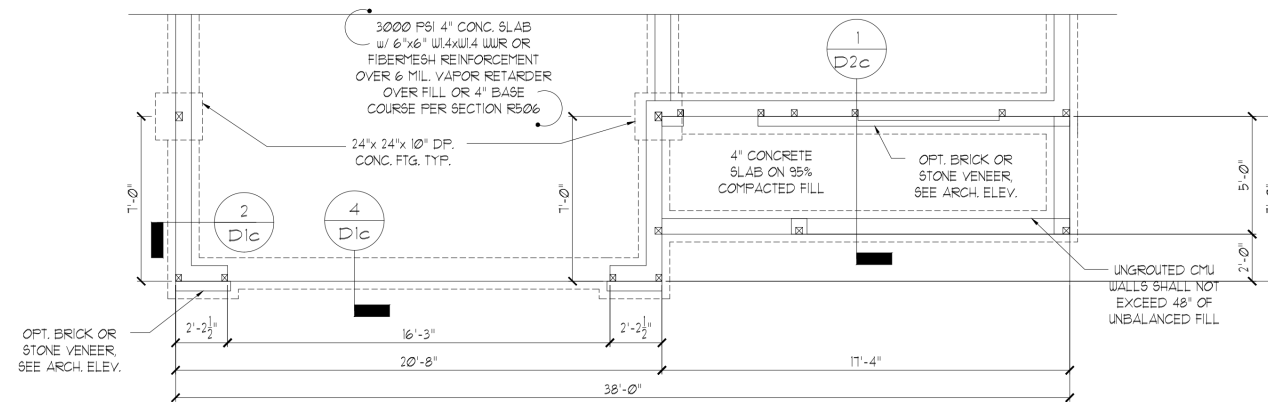 3000 PSI 4" CONC. SLAB
w/ 6"x6" W1.4xW1.4 WWR OR
FIBERMESH REINFORCEMENT
OVER 6 MIL. VAPOR RETARDER
OVER FILL OR 4" BASE
COURSE PER SECTION R506
1
D2c
24"x 24"x 10" DP.
CONC. FTG. TYP.
4" CONCRETE
SLAB ON 95%
COMPACTED FILL
OPT. BRICK OR
STONE VENEER,
SEE ARCH. ELEV.
7'-0"
7'-0"
5'-0"
2'-0"
2
D1c
4
D1c
UNGROUTED CMU
WALLS SHALL NOT
EXCEED 48" OF
UNBALANCED FILL
OPT. BRICK OR
STONE VENEER,
SEE ARCH. ELEV.
2'-2 1/2"
16'-3"
2'-2 1/2"
20'-8"
17'-4"
38'-0"